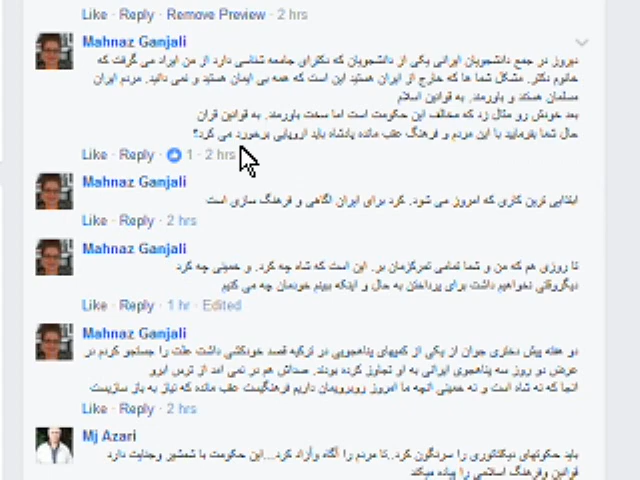 Like · Reply · Remove Preview · 2 hrs
Mahnaz Ganjali
دیروز در جمع دانشجویان ایرانی یکی از دانشجویان که دکترای جامعه شناسی دارد از من ایراد می گرفت که
خانوم دکتر. مشکل شما ها که خارج از ایران هستید این است که همه بی ایمان هستید و نمی دانید. مردم ایران
مسلمان هستند و باورمند. به قوانین اسلام
بعد خودش رو مثال زد که مخالف این حکومت است اما سخت باورمند. به قوانین قران
حال شما بفرمایید با این مردم و فرهنگ عقب مانده پادشاه باید اروپایی برخورد می کرد؟
Like · Reply · 1 · 2 hrs
Mahnaz Ganjali
ابتدایی ترین کاری که امروز می شود. کرد برای ایران اگاهی و فرهنگ سازی است
Like · Reply · 2 hrs
Mahnaz Ganjali
تا روزی هم که من و شما تمامی تمرکزمان بر. این است که شاه چه کرد. و خمینی چه کرد
دیگروقتی نخواهیم داشت برای پرداختن به حال و اینکه ببینم خودمان چه می کنیم
Like · Reply · 1 hr · Edited
Mahnaz Ganjali
دو هفته پیش دختری جوان از یکی از کمپهای پناهجویی در ترکیه قصد خودکشی داشت علت را جستجو کردم در
عرض دو روز سه پناهجوی ایرانی به او تجاوز کرده بودند. صداش هم در نمی امد از ترس ابرو
انجا که نه شاه است و نه خمینی انچه ما امروز روبرویمان داریم فرهنگیست عقب مانده که نیاز به باز سازیست
Like · Reply · 2 hrs
Mj Azari
باید حکومتهای دیکتاتوری را سرنگون کرد..تا مردم را آگاه وآزاد کرد...این حکومت با شمشیر وجنایت دارد
قوانین وفرهنگ اسلامی را پیاده میکند